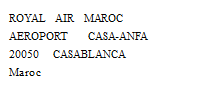 ROYAL AIR MAROC
AEROPORT CASA-ANFA
20050 CASABLANCA
Maroc